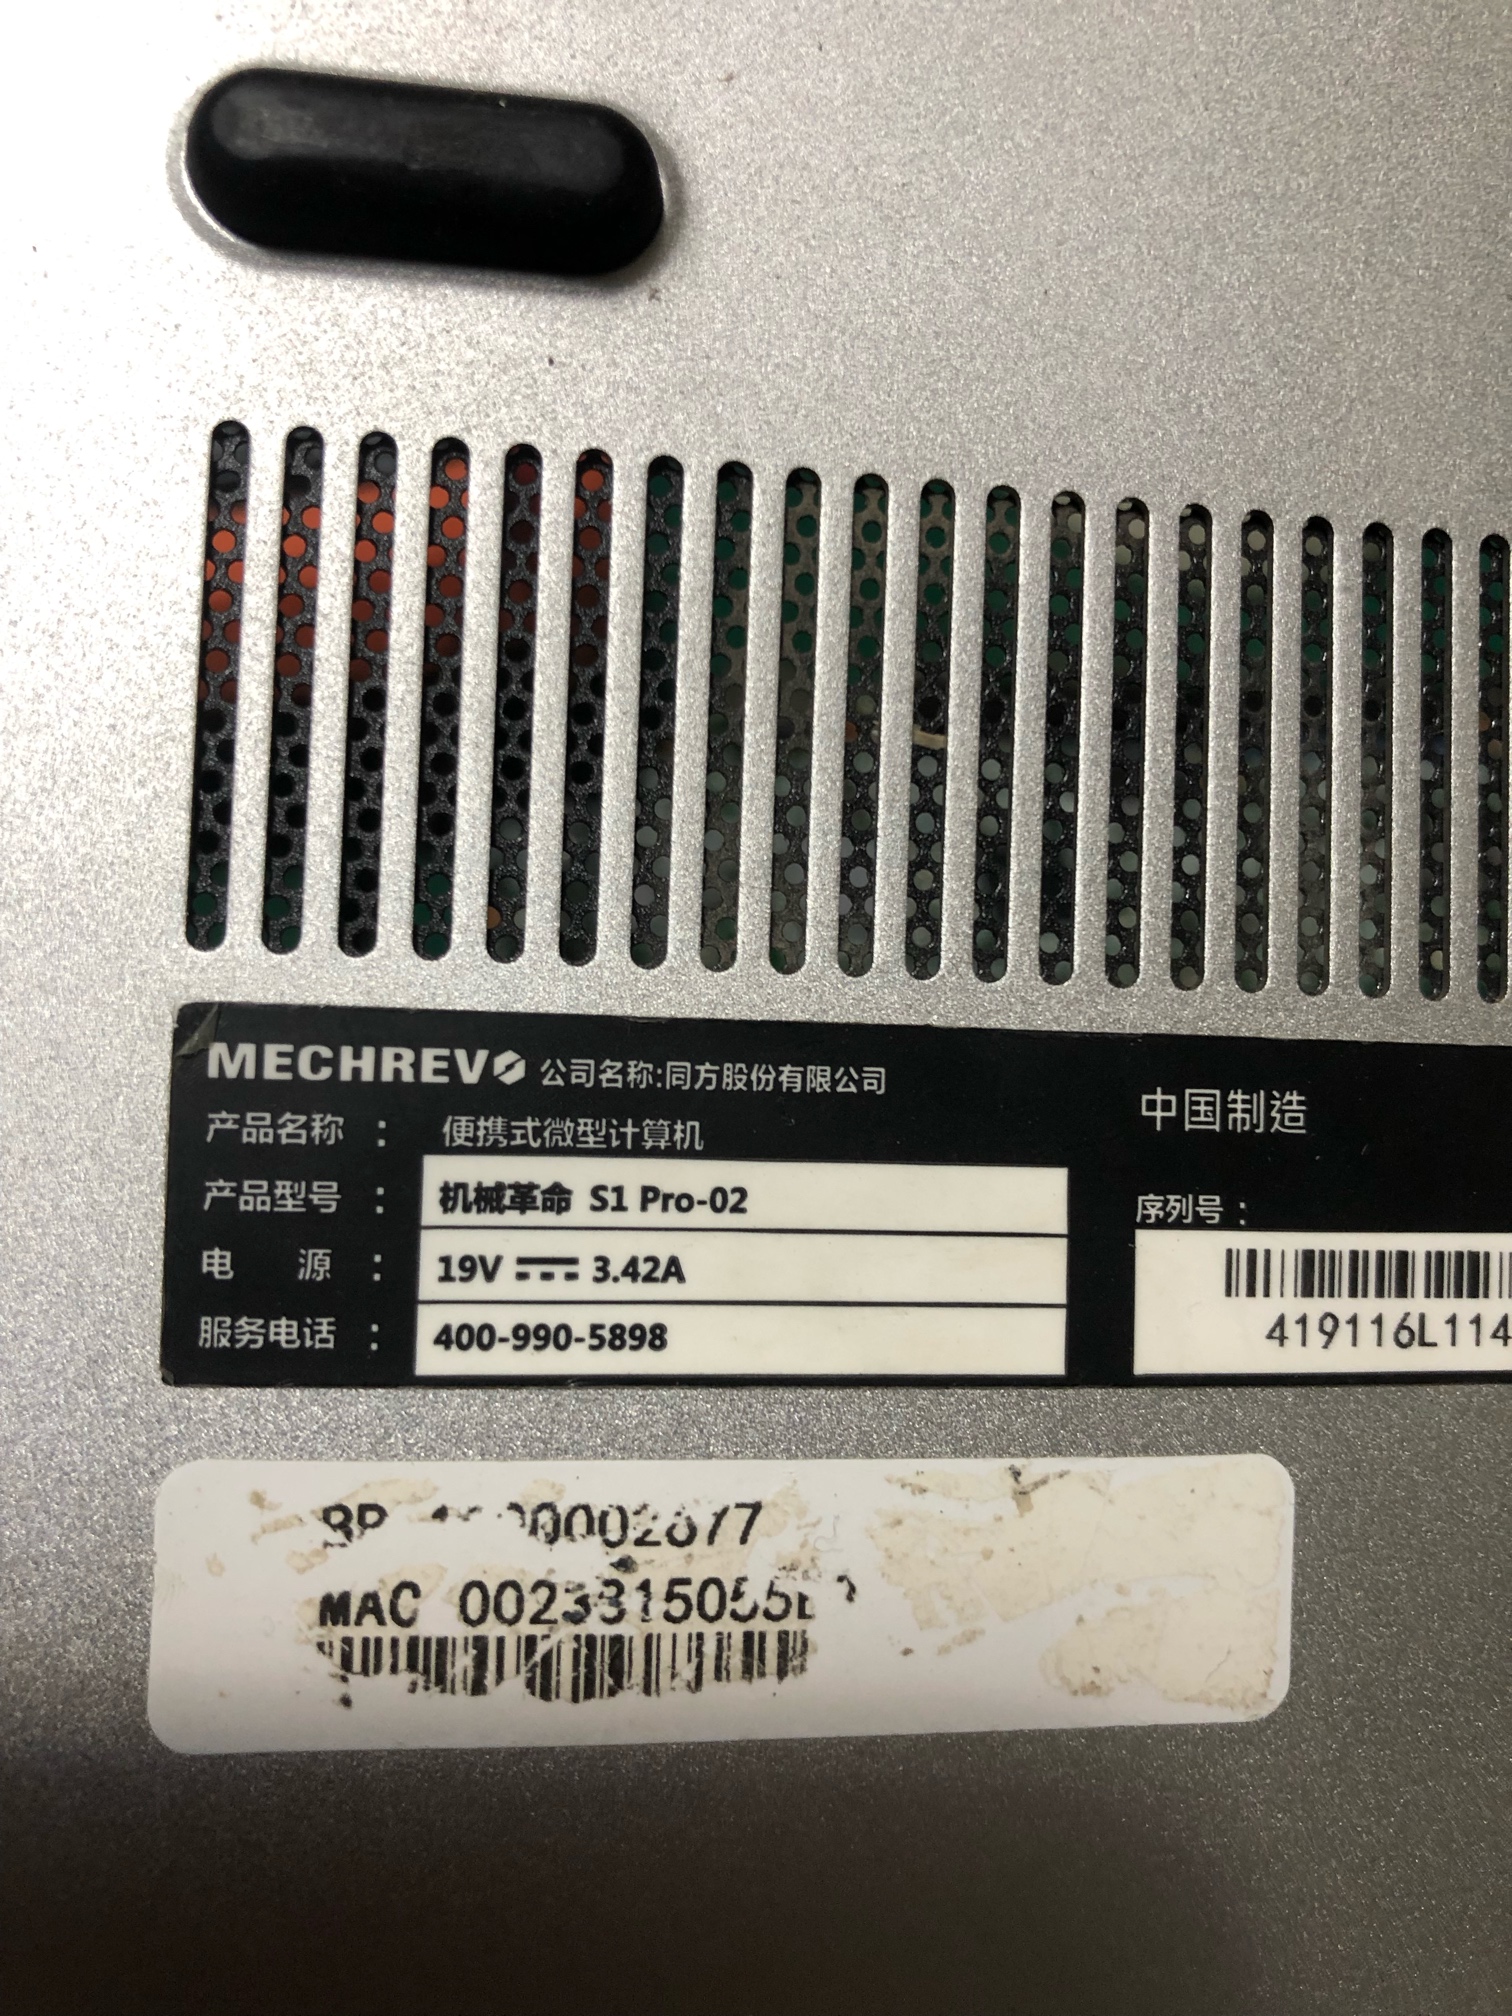 MECHREVO 公司名称:同方股份有限公司
中国制造
产品名称 : 便携式微型计算机
产品型号 : 机械革命 S1 Pro-02
电 源 : 19V 3.42A
服务电话 : 400-990-5898
序列号 :
419116L114
MAC